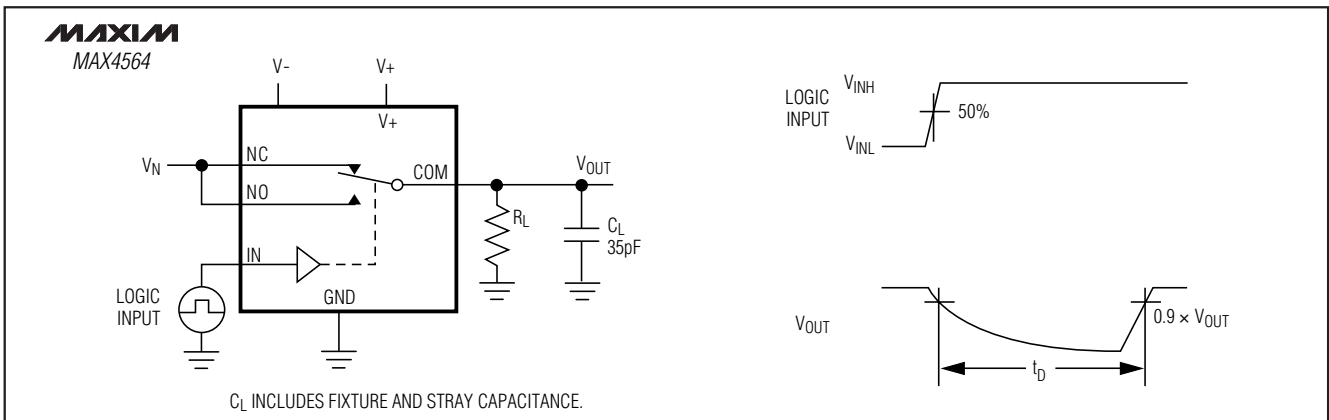 MAXIM
MAX4564
V-
V+
V+
VN
NC
NO
COM
VOUT
RL
CL
35pF
IN
LOGIC
INPUT
GND
CL INCLUDES FIXTURE AND STRAY CAPACITANCE.
LOGIC
INPUT
VINH
VINL
50%
VOUT
0.9 × VOUT
tD